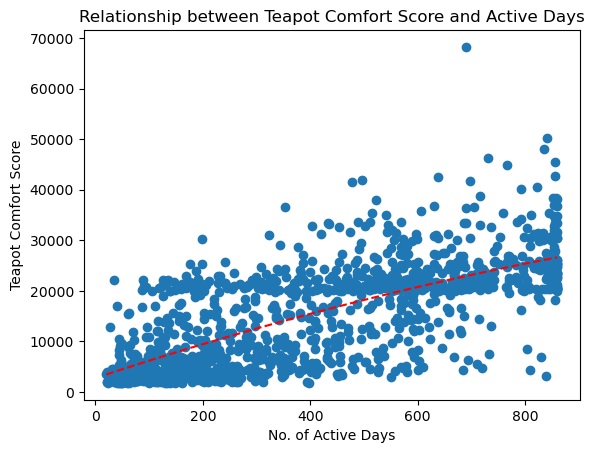 Relationship between Teapot Comfort Score and Active Days
70000
60000
50000
40000
30000
20000
10000
0
Teapot Comfort Score
0 200 400 600 800
No. of Active Days